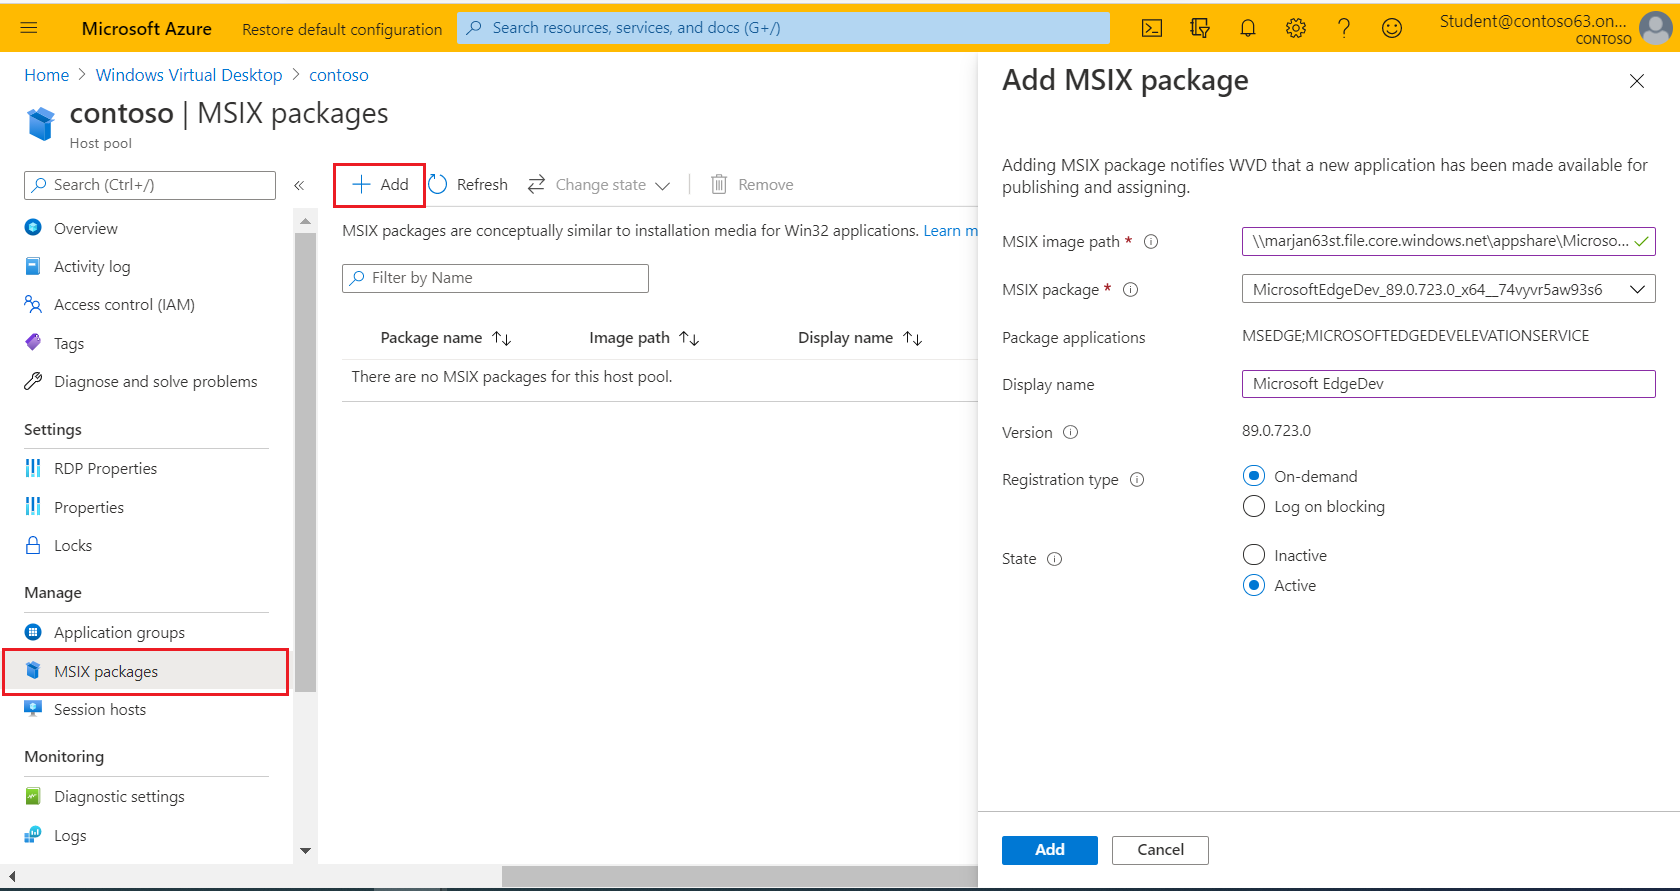 Microsoft Azure
Restore default configuration
Search resources, services, and docs (G+/)
Student@contoso63.on...
CONTOSO
Home > Windows Virtual Desktop > contoso
contoso | MSIX packages
Host pool
Search (Ctrl+/)
«
Overview
Activity log
Access control (IAM)
Tags
Diagnose and solve problems
Settings
RDP Properties
Properties
Locks
Manage
Application groups
MSIX packages
Session hosts
Monitoring
Diagnostic settings
Logs
+ Add
Refresh
Change state
Remove
MSIX packages are conceptually similar to installation media for Win32 applications. Learn m
Filter by Name
Package name ↑↓ Image path ↑↓ Display name ↑↓
There are no MSIX packages for this host pool.
Add MSIX package
Adding MSIX package notifies WVD that a new application has been made available for
publishing and assigning.
MSIX image path * \\marjan63st.file.core.windows.net\appshare\Microso...
MSIX package * MicrosoftEdgeDev_89.0.723.0_x64__74vyvr5aw93s6
Package applications MSEDGE;MICROSOFTEDGEDEVELEVATIONSERVICE
Display name Microsoft EdgeDev
Version 89.0.723.0
Registration type On-demand
Log on blocking
State Inactive
Active
Add
Cancel